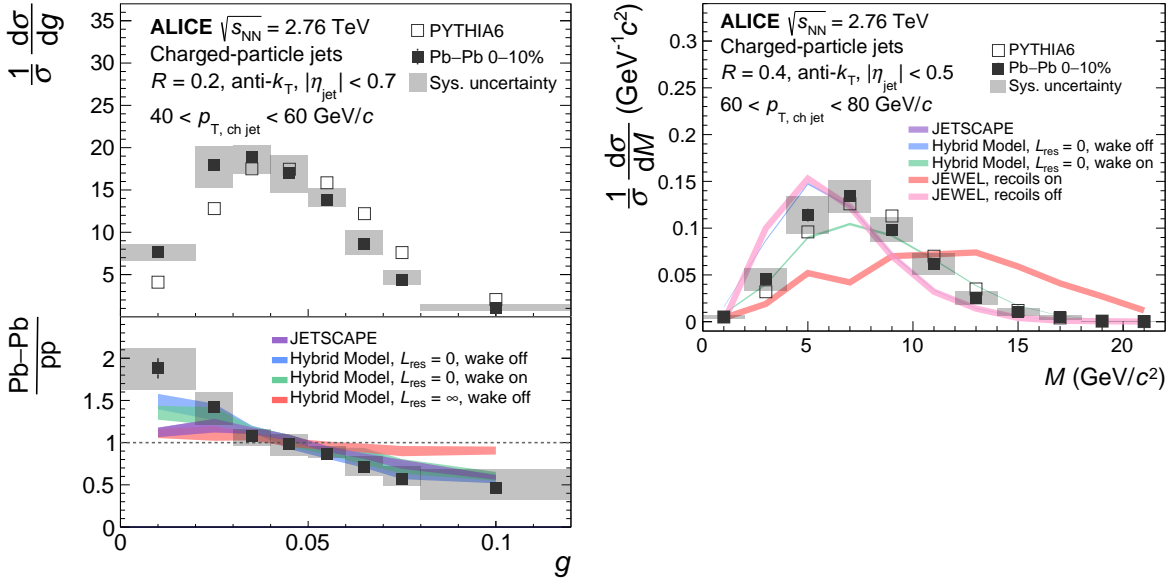 ALICE √sNN = 2.76 TeV
Charged-particle jets
R = 0.2, anti-kT, |ηjet| < 0.7
40 < pT, ch jet < 60 GeV/c
PYTHIA6
Pb–Pb 0–10%
Sys. uncertainty
1/σ dσ/dg
35
30
25
20
15
10
5
JETSCAPE
Hybrid Model, Lres = 0, wake off
Hybrid Model, Lres = 0, wake on
Hybrid Model, Lres = ∞, wake off
Pb–Pb/pp
2
1.5
1
0.5
0
0 0.05 0.1
g
ALICE √sNN = 2.76 TeV
Charged-particle jets
R = 0.4, anti-kT, |ηjet| < 0.5
60 < pT, ch jet < 80 GeV/c
PYTHIA6
Pb–Pb 0–10%
Sys. uncertainty
JETSCAPE
Hybrid Model, Lres = 0, wake off
Hybrid Model, Lres = 0, wake on
JEWEL, recoils on
JEWEL, recoils off
1/σ dσ/dM (GeV⁻¹c²)
0.3
0.25
0.2
0.15
0.1
0.05
0
0 5 10 15 20
M (GeV/c²)